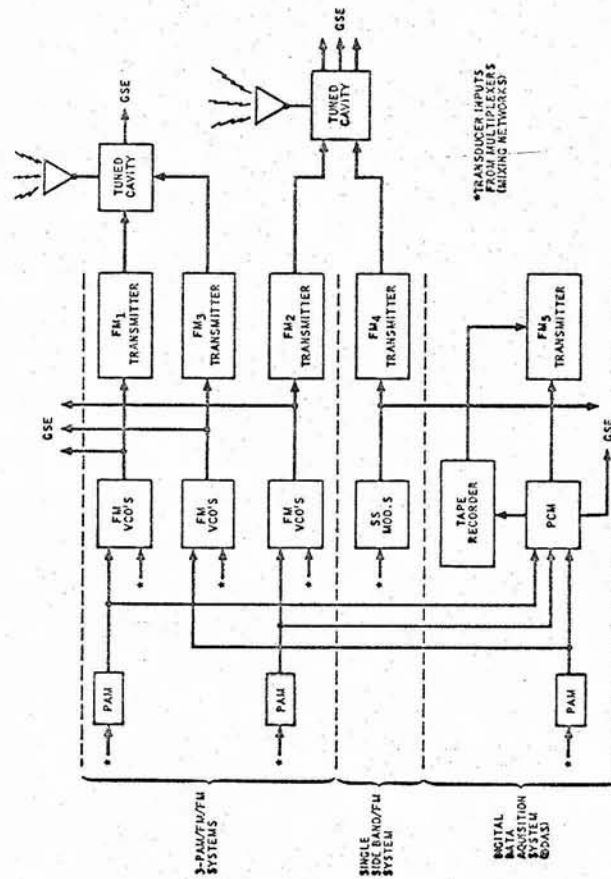 3-PAM/FM/FM
SYSTEMS
SINGLE
SIDE BAND/FM
SYSTEM
DIGITAL
DATA
AQUISITION
SYSTEM
(DDAS)
*
PAM
*
PAM
*
PAM
FM
VCO'S
*
FM
VCO'S
*
FM
VCO'S
*
SS
MOD.S
*
TAPE
RECORDER
PCM
GSE
FM1
TRANSMITTER
FM3
TRANSMITTER
FM2
TRANSMITTER
FM4
TRANSMITTER
FM5
TRANSMITTER
GSE
TUNED
CAVITY
GSE
TUNED
CAVITY
GSE
*TRANSDUCER INPUTS
FROM MULTIPLEXERS
(MIXING NETWORKS)